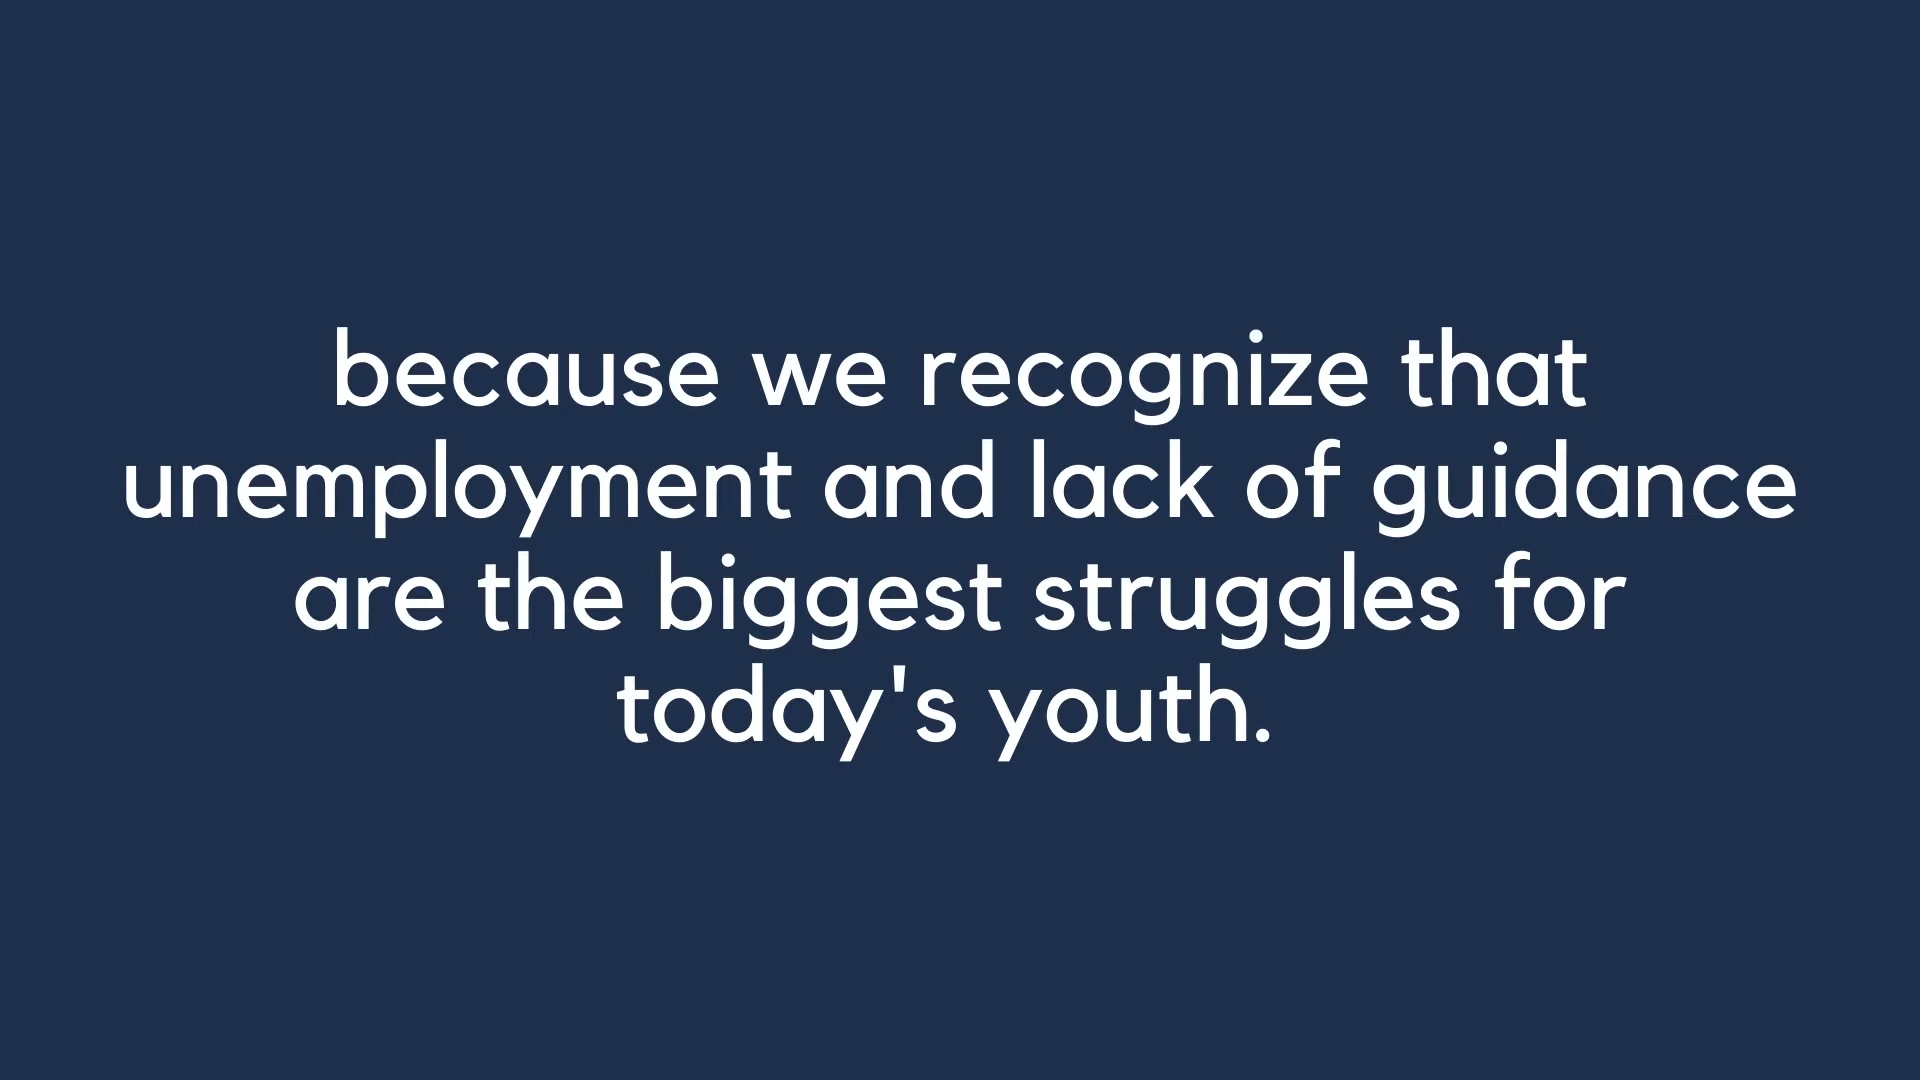 because we recognize that
unemployment and lack of guidance
are the biggest struggles for
today's youth.